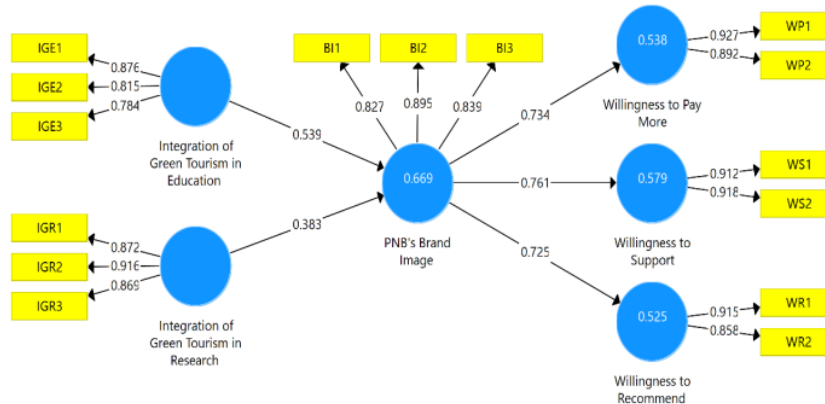 IGE1
IGE2
IGE3
0.876
0.815
0.784
Integration of
Green Tourism in
Education
0.539
IGR1
IGR2
IGR3
0.872
0.916
0.869
Integration of
Green Tourism in
Research
0.383
BI1
BI2
BI3
0.827
0.895
0.839
0.669
PNB's Brand
Image
0.734
0.761
0.725
0.538
Willingness to Pay
More
0.927
0.892
WP1
WP2
0.579
Willingness to
Support
0.912
0.918
WS1
WS2
0.525
Willingness to
Recommend
0.915
0.858
WR1
WR2